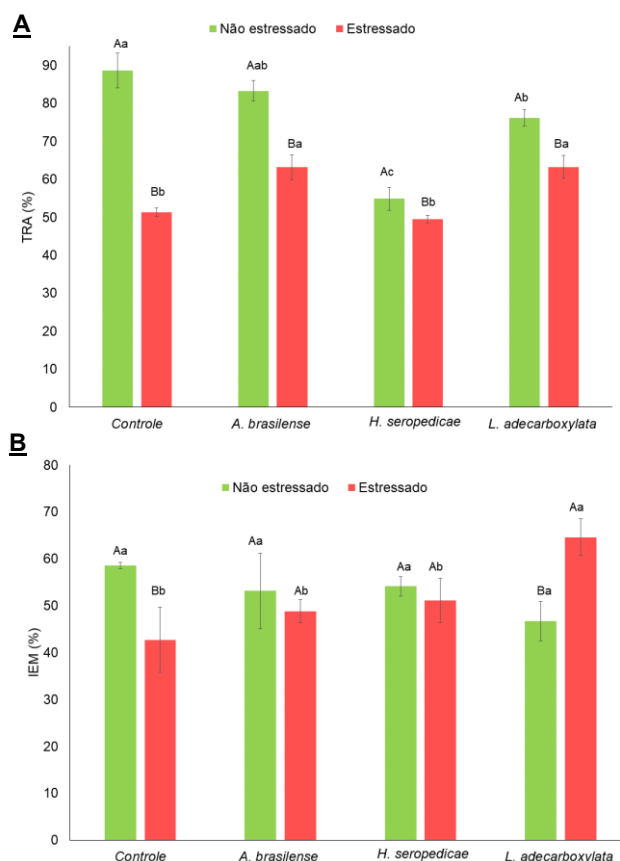 A
Não estressado Estressado
TRA (%)
90
80
70
60
50
40
30
20
10
0
Aa
Bb
Aab
Ba
Ac
Bb
Ab
Ba
Controle A. brasilense H. seropedicae L. adecarboxylata
B
Não estressado Estressado
IEM (%)
80
70
60
50
40
30
20
10
0
Aa
Bb
Aa
Ab
Aa
Ab
Ba
Aa
Controle A. brasilense H. seropedicae L. adecarboxylata